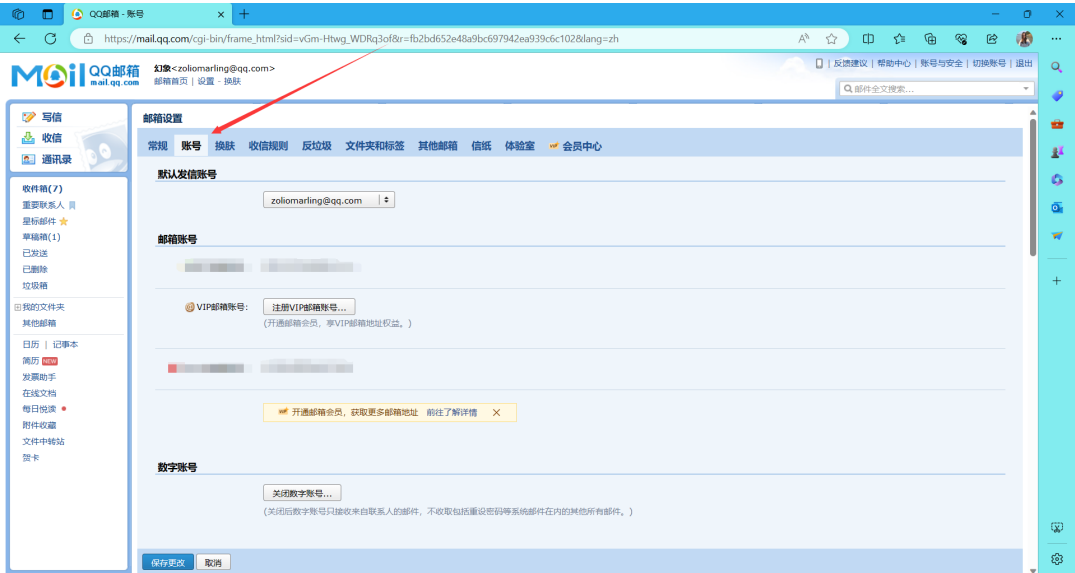 QQ邮箱 - 账号
https://mail.qq.com/cgi-bin/frame_html?sid=vGm-Htwg_WDRq3of&r=fb2bd652e48a9bc697942ea939c6c102&lang=zh
Mail QQ邮箱 mail.qq.com
幻象<zoliomarling@qq.com>
邮箱首页 | 设置 - 换肤
| 反馈建议 | 帮助中心 | 账号与安全 | 切换账号 | 退出
邮件全文搜索...
写信
收信
通讯录
收件箱(7)
重要联系人
星标邮件
草稿箱(1)
已发送
已删除
垃圾箱
我的文件夹
其他邮箱
日历 | 记事本
简历 NEW
发票助手
在线文档
每日悦读
附件收藏
文件中转站
贺卡
邮箱设置
常规 账号 换肤 收信规则 反垃圾 文件夹和标签 其他邮箱 信纸 体验室 会员中心
默认发信账号
zoliomarling@qq.com
邮箱账号
VIP邮箱账号:
注册VIP邮箱账号...
(开通邮箱会员，享VIP邮箱地址权益。)
开通邮箱会员，获取更多邮箱地址 前往了解详情
数字账号
关闭数字账号...
(关闭后数字账号只接收来自联系人的邮件，不收取包括重设密码等系统邮件在内的其他所有邮件。)
保存更改 取消